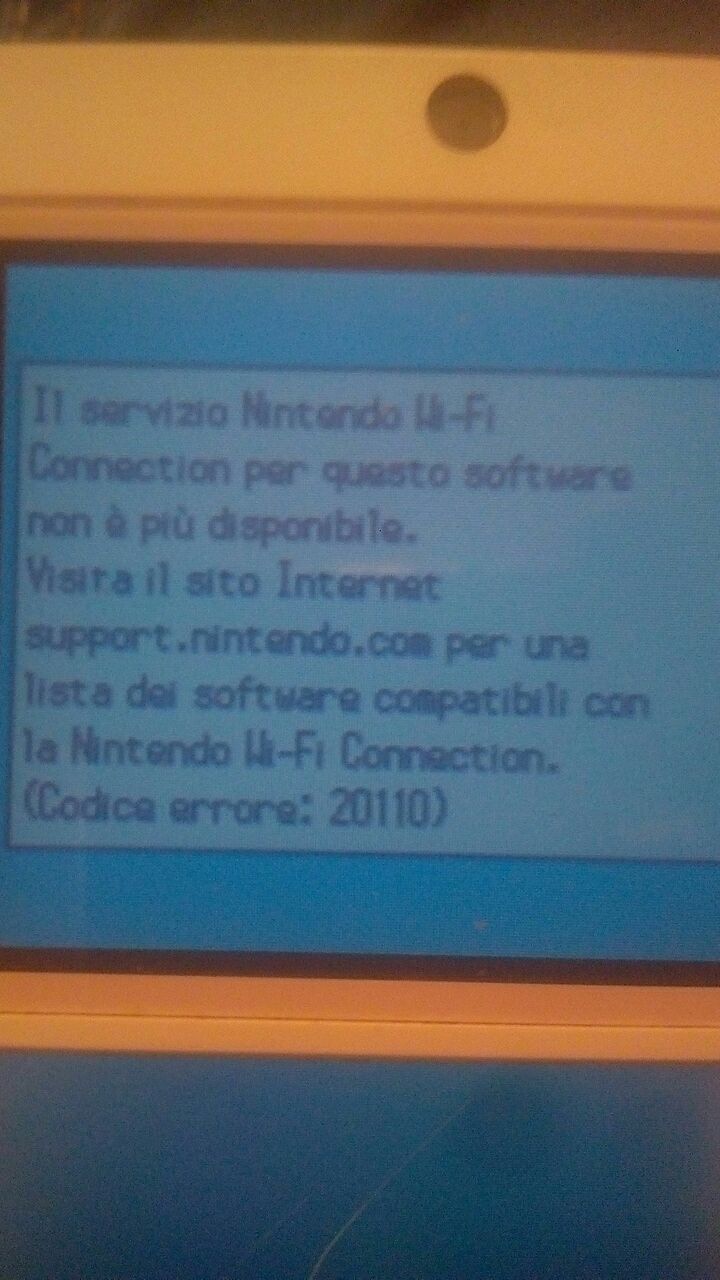 Il servizio Nintendo Wi-Fi
Connection per questo software
non è più disponibile.
Visita il sito Internet
support.nintendo.com per una
lista dei software compatibili con
la Nintendo Wi-Fi Connection.
(Codice errore: 20110)